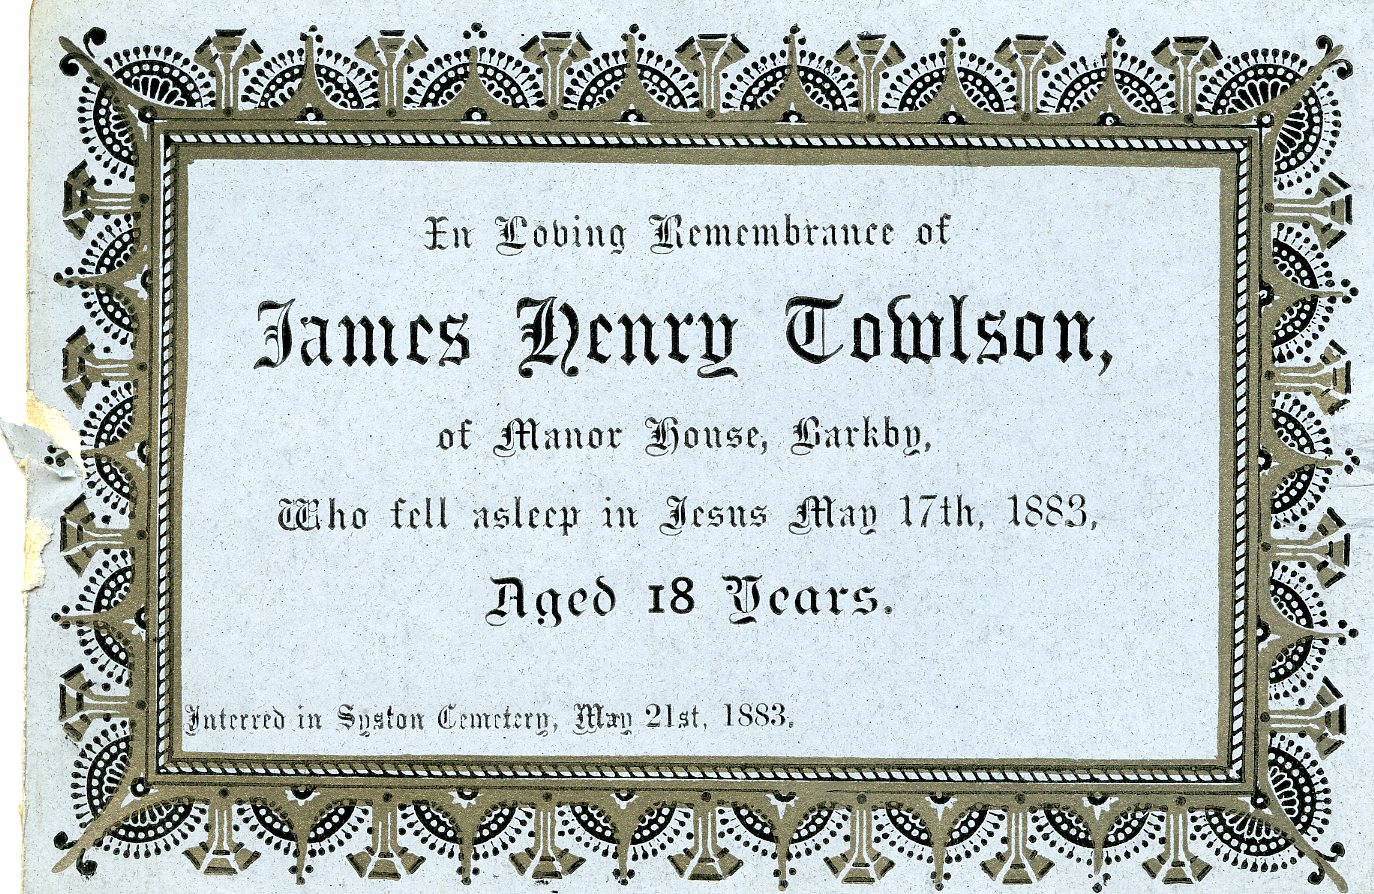 In Loving Remembrance of
James Henry Towlson,
of Manor House, Barkby,
Who fell asleep in Jesus May 17th, 1883,
Aged 18 Years.
Interred in Syston Cemetery, May 21st, 1883.